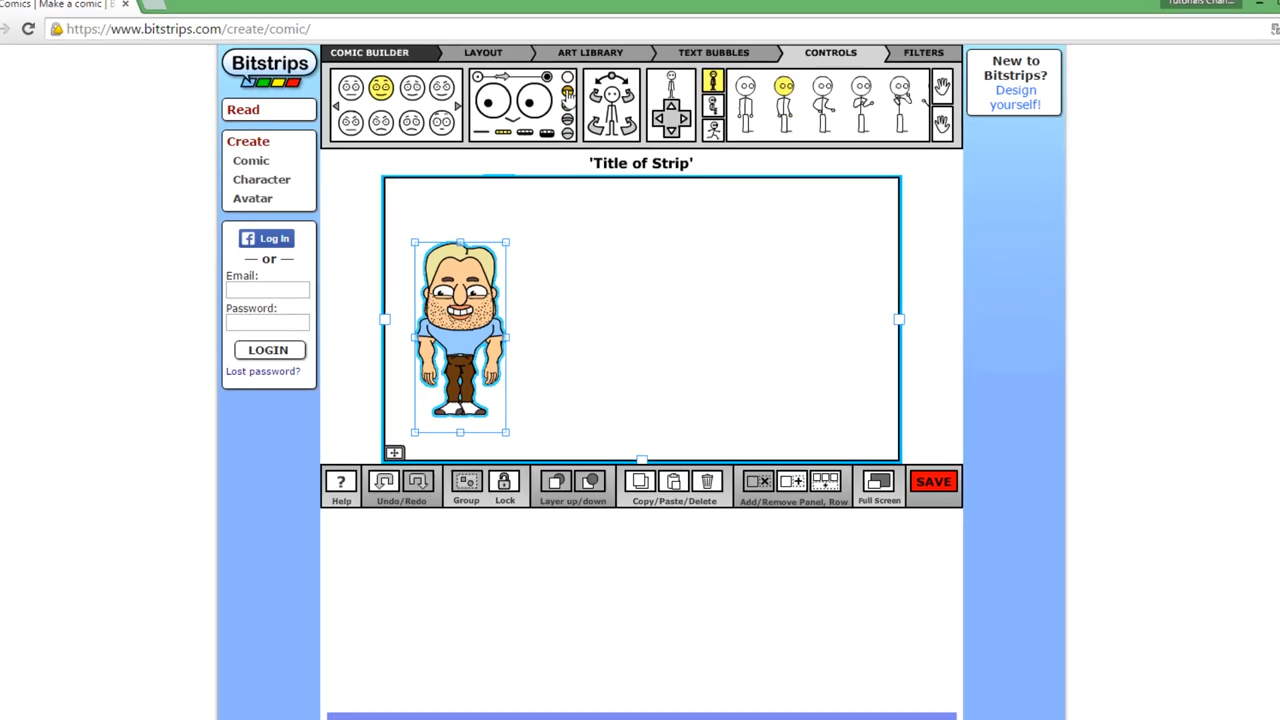 Comics | Make a comic | B
Tutorials Chan...
https://www.bitstrips.com/create/comic/
Bitstrips
Read
Create
Comic
Character
Avatar
Log In
— or —
Email:
Password:
LOGIN
Lost password?
COMIC BUILDER
LAYOUT
ART LIBRARY
TEXT BUBBLES
CONTROLS
FILTERS
'Title of Strip'
?
Help
Undo/Redo
Group
Lock
Layer up/down
Copy/Paste/Delete
Add/Remove Panel, Row
Full Screen
SAVE
New to
Bitstrips?
Design
yourself!